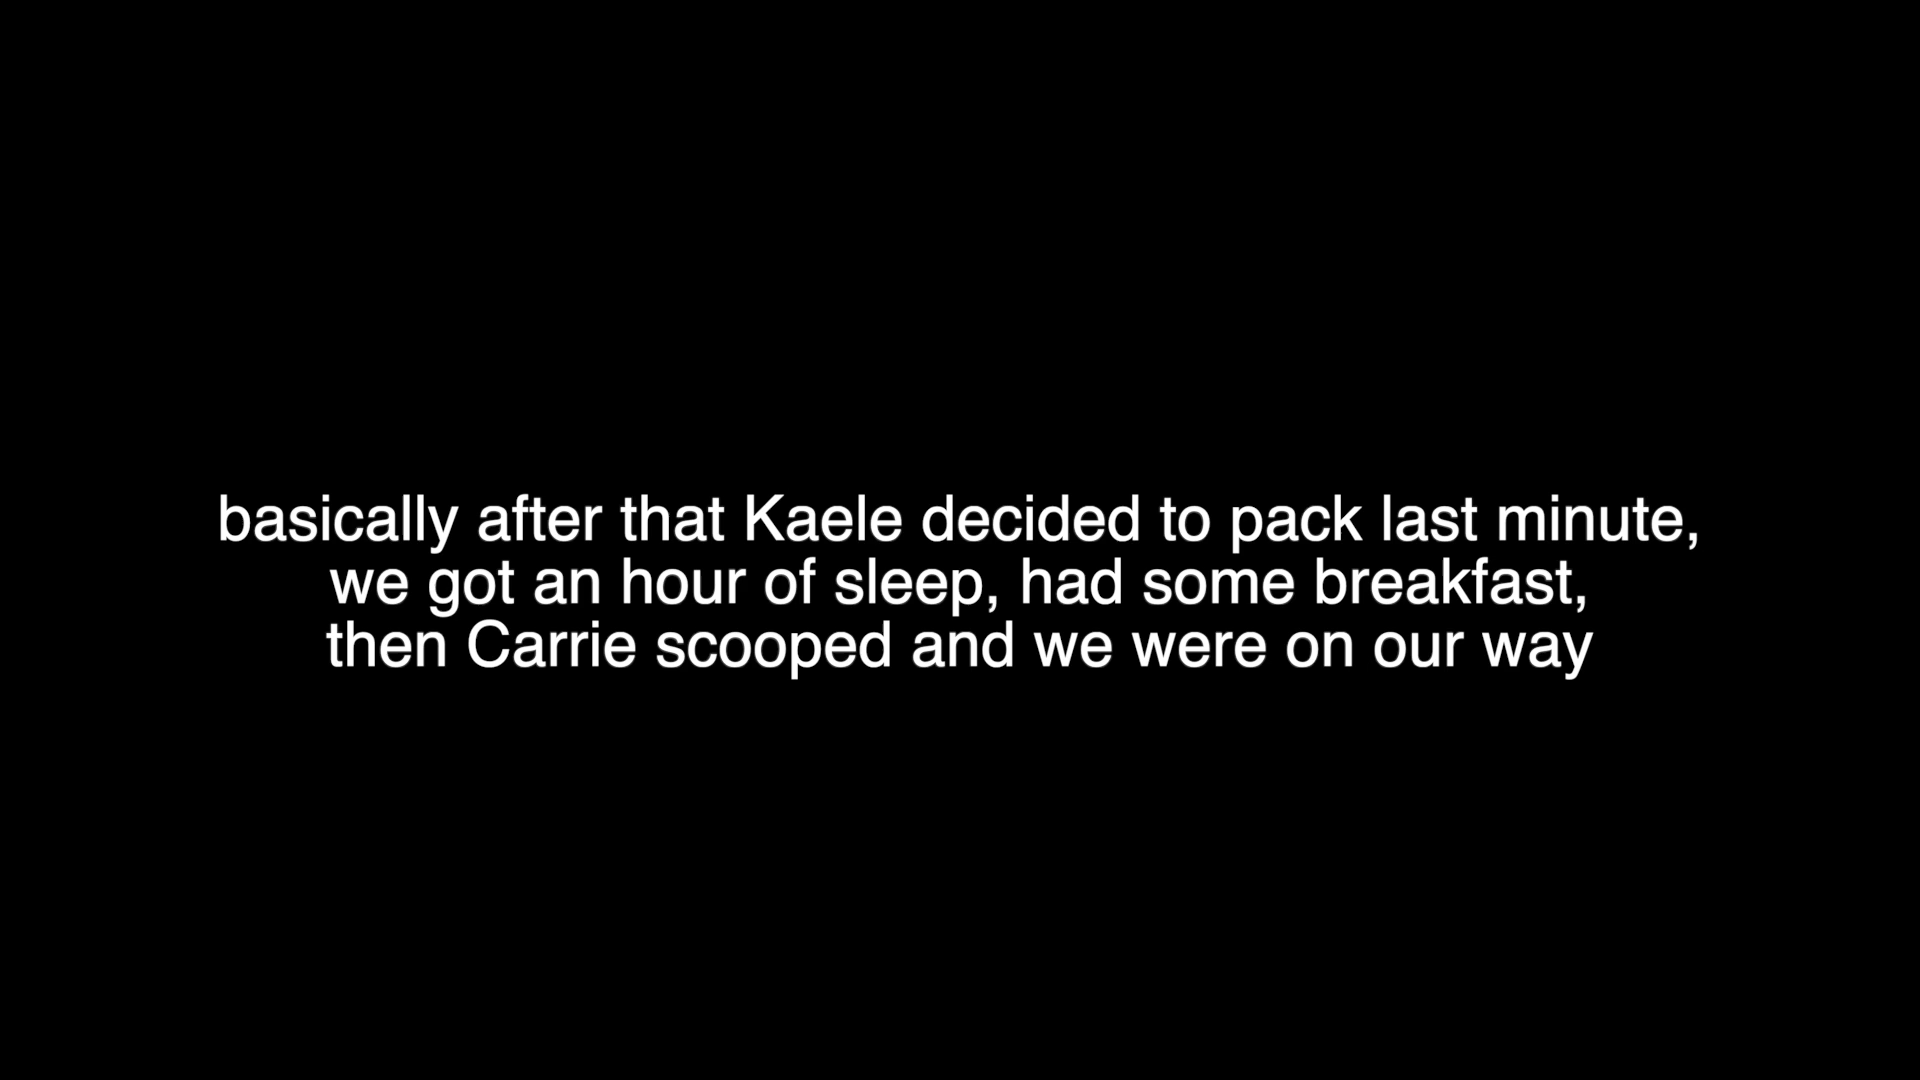 basically after that Kaele decided to pack last minute,
we got an hour of sleep, had some breakfast,
then Carrie scooped and we were on our way